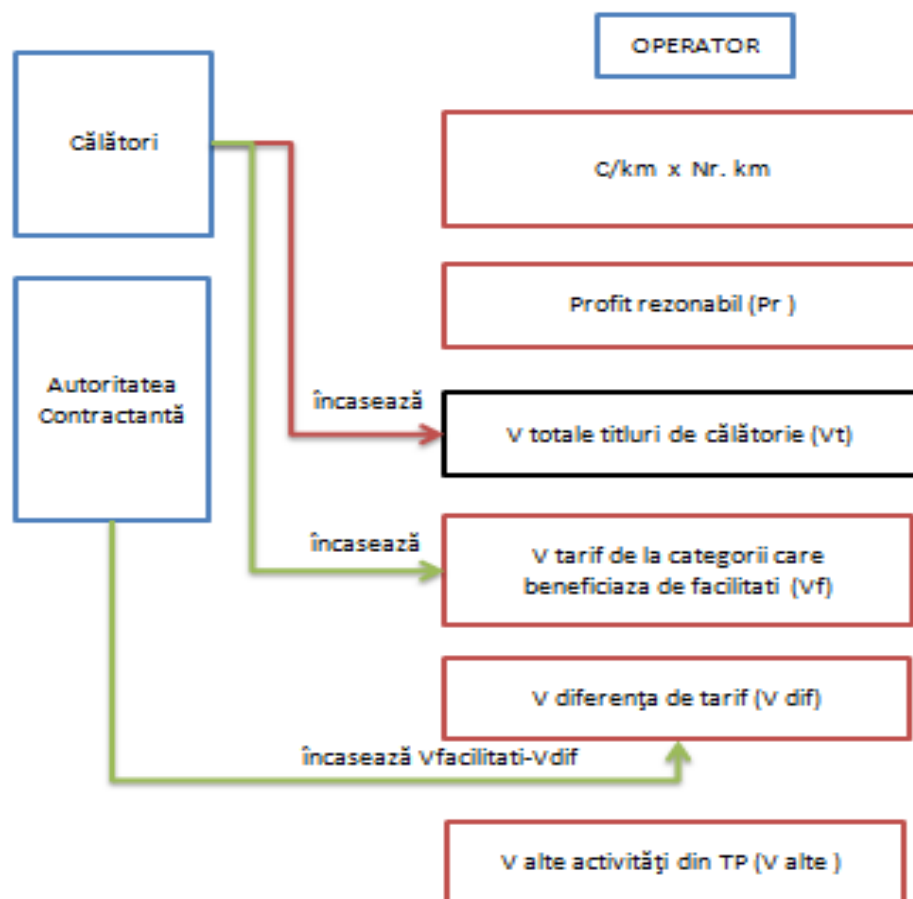 OPERATOR
Călători
C/km x Nr. km
Profit rezonabil (Pr )
Autoritatea
Contractantă
încasează
V totale titluri de călătorie (Vt)
încasează
V tarif de la categorii care
beneficiaza de facilitati (Vf)
V diferența de tarif (V dif)
încasează Vfacilitati-Vdif
V alte activităţi din TP (V alte )